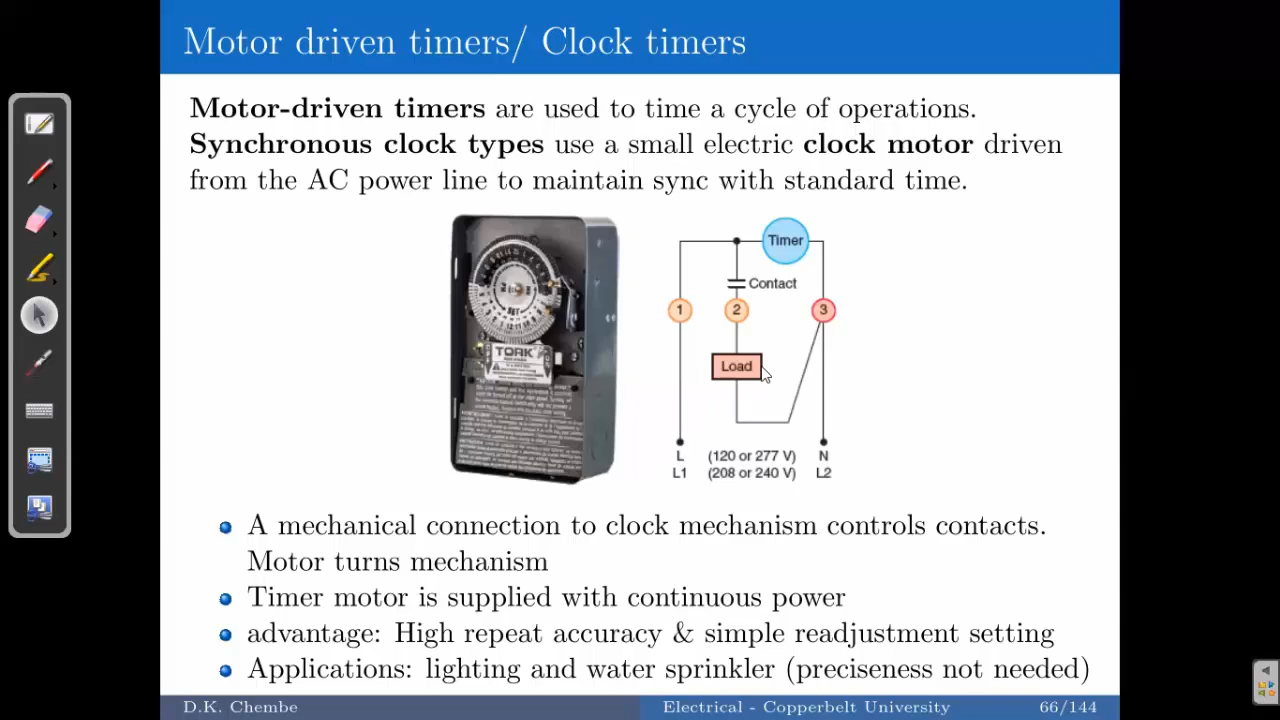 Motor driven timers/ Clock timers
Motor-driven timers are used to time a cycle of operations.
Synchronous clock types use a small electric clock motor driven
from the AC power line to maintain sync with standard time.
TORK
Timer
Contact
1 2 3
Load
L (120 or 277 V) N
L1 (208 or 240 V) L2
A mechanical connection to clock mechanism controls contacts.
Motor turns mechanism
Timer motor is supplied with continuous power
advantage: High repeat accuracy & simple readjustment setting
Applications: lighting and water sprinkler (preciseness not needed)
D.K. Chembe Electrical - Copperbelt University 66/144